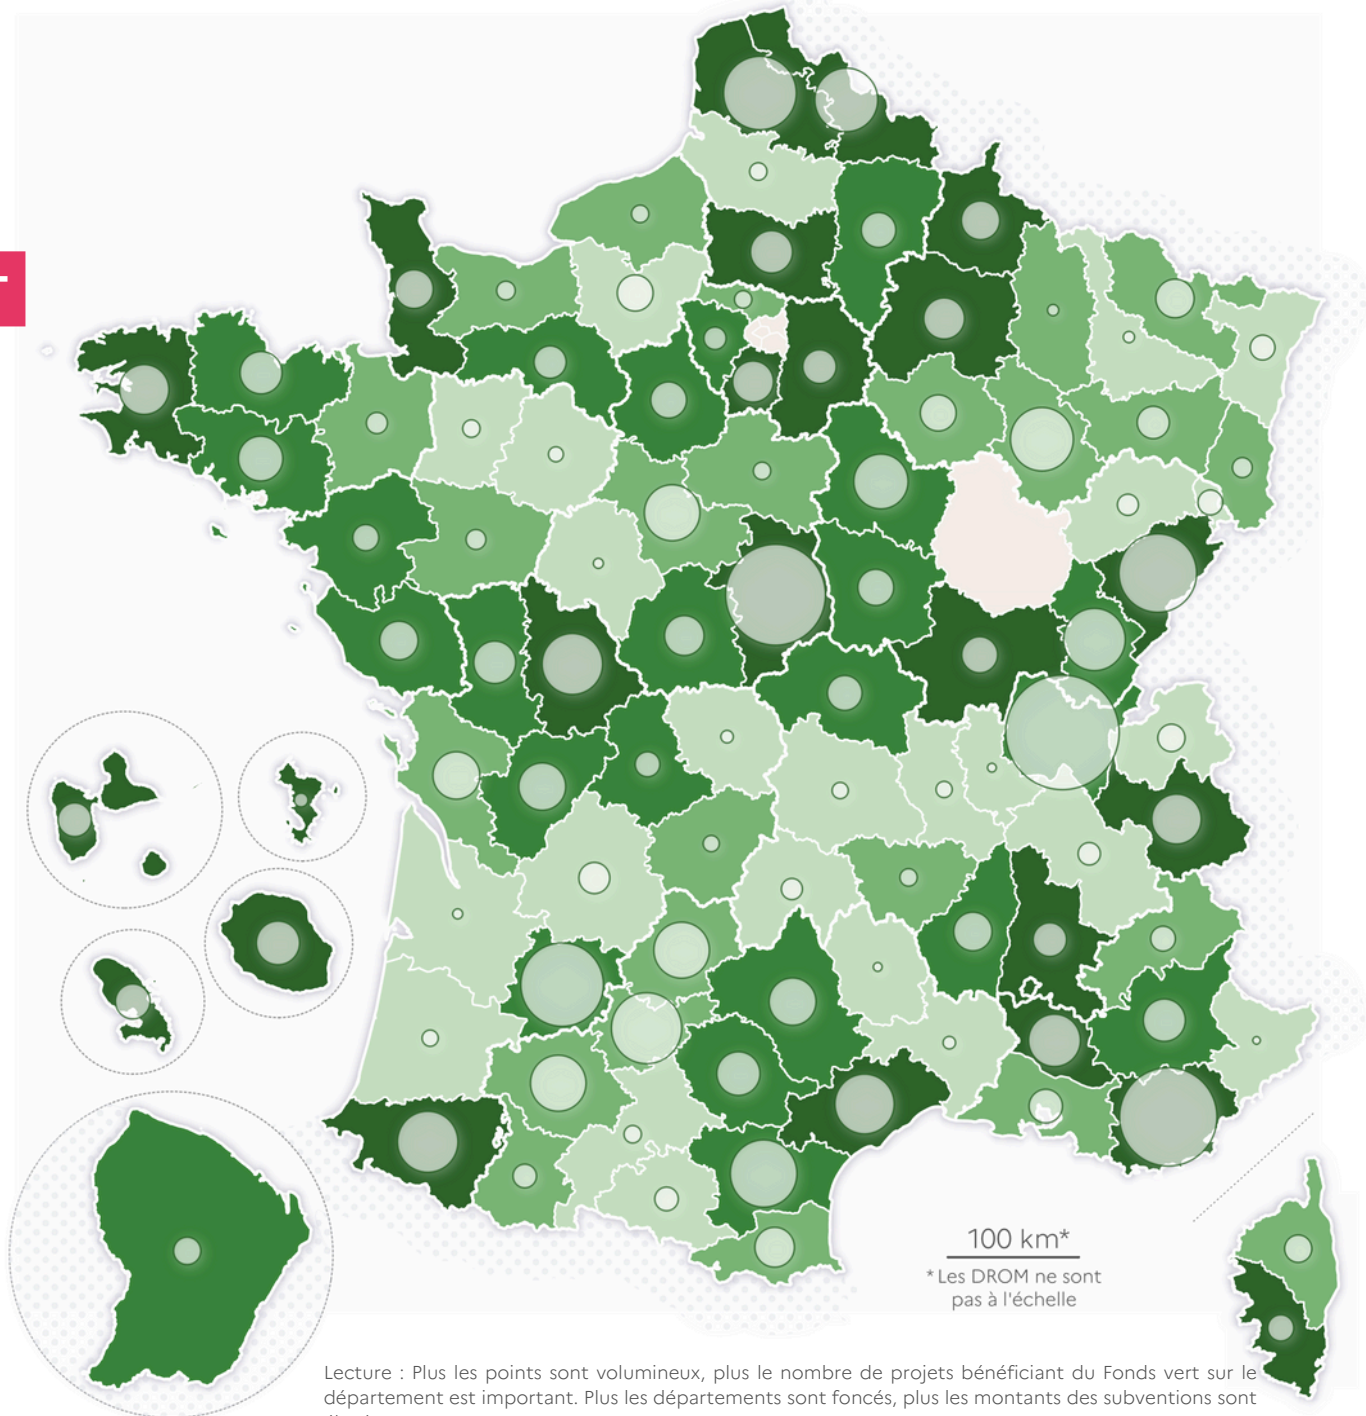 100 km*
* Les DROM ne sont
pas à l'échelle
Lecture : Plus les points sont volumineux, plus le nombre de projets bénéficiant du Fonds vert sur le
département est important. Plus les départements sont foncés, plus les montants des subventions sont